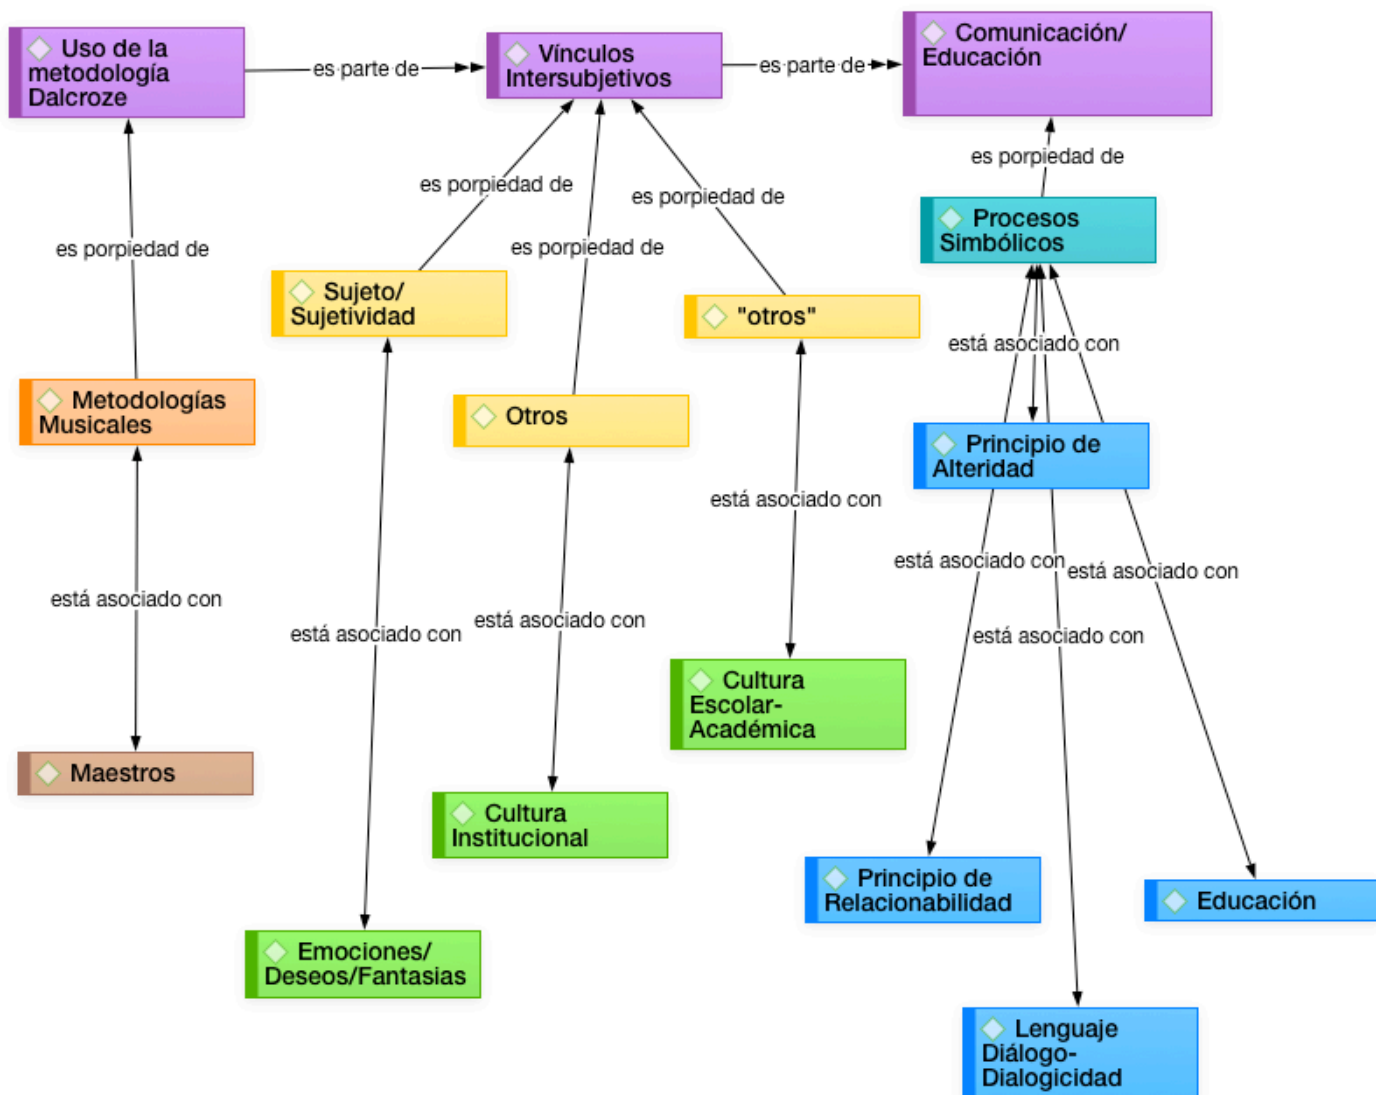 Uso de la
metodología
Dalcroze
es parte de
Vínculos
Intersubjetivos
es parte de
Comunicación/
Educación
es porpiedad de
es porpiedad de
es porpiedad de
es porpiedad de
es porpiedad de
Procesos
Simbólicos
Sujeto/
Sujetividad
"otros"
está asociado con
Metodologías
Musicales
Otros
Principio de
Alteridad
está asociado con
está asociado con
está asociado con
está asociado con
está asociado con
está asociado con
está asociado con
Cultura
Escolar-
Académica
Maestros
Cultura
Institucional
Principio de
Relacionabilidad
Educación
Emociones/
Deseos/Fantasias
Lenguaje
Diálogo-
Dialogicidad